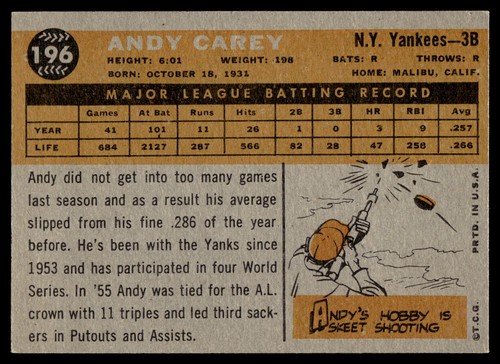 196
ANDY CAREY
N.Y. Yankees—3B
HEIGHT: 6:01 WEIGHT: 198 BATS: R THROWS: R
BORN: OCTOBER 18, 1931 HOME: MALIBU, CALIF.
MAJOR LEAGUE BATTING RECORD
Games At Bat Runs Hits 2B 3B HR RBI Avg
YEAR 41 101 11 26 1 0 3 9 .257
LIFE 684 2127 287 566 82 28 47 258 .266
Andy did not get into too many games
last season and as a result his average
slipped from his fine .286 of the year
before. He's been with the Yanks since
1953 and has participated in four World
Series. In '55 Andy was tied for the A.L.
crown with 11 triples and led third sack-
ers in Putouts and Assists.
ANDY'S HOBBY IS
SKEET SHOOTING
©T.C.G. PRTD. IN U.S.A.